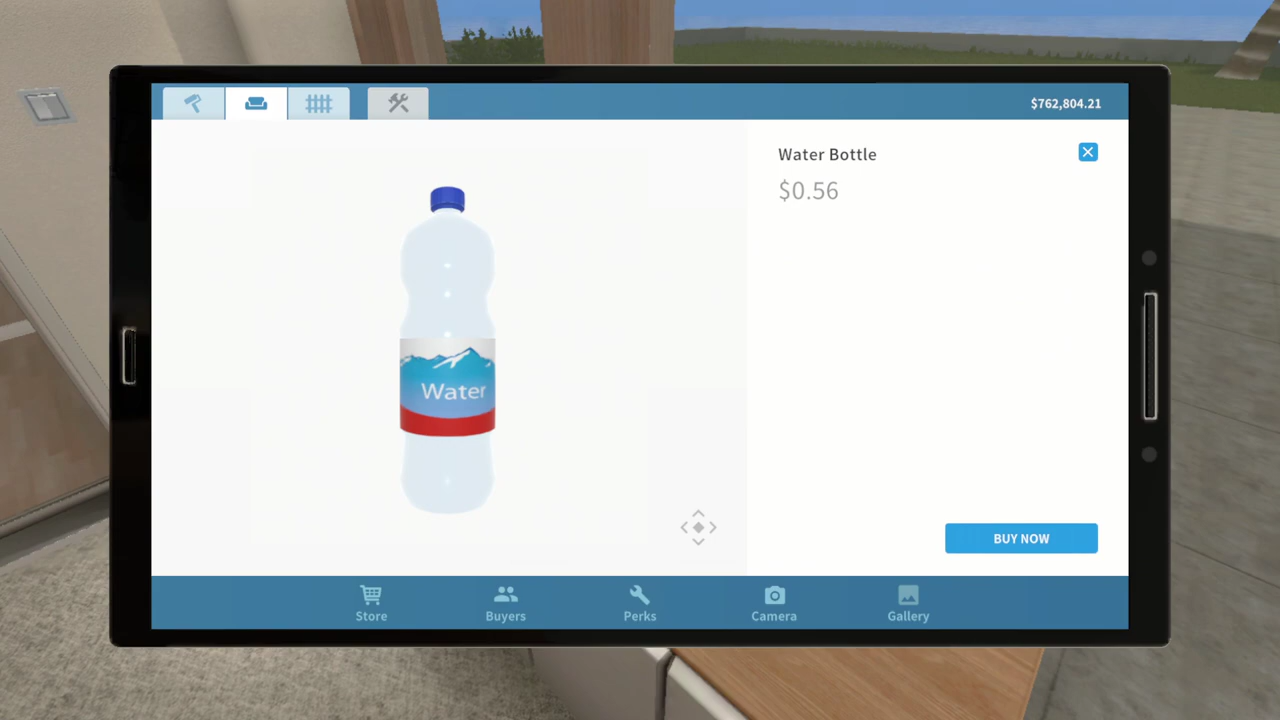 $762,804.21
Water Bottle
$0.56
Water
BUY NOW
Store
Buyers
Perks
Camera
Gallery